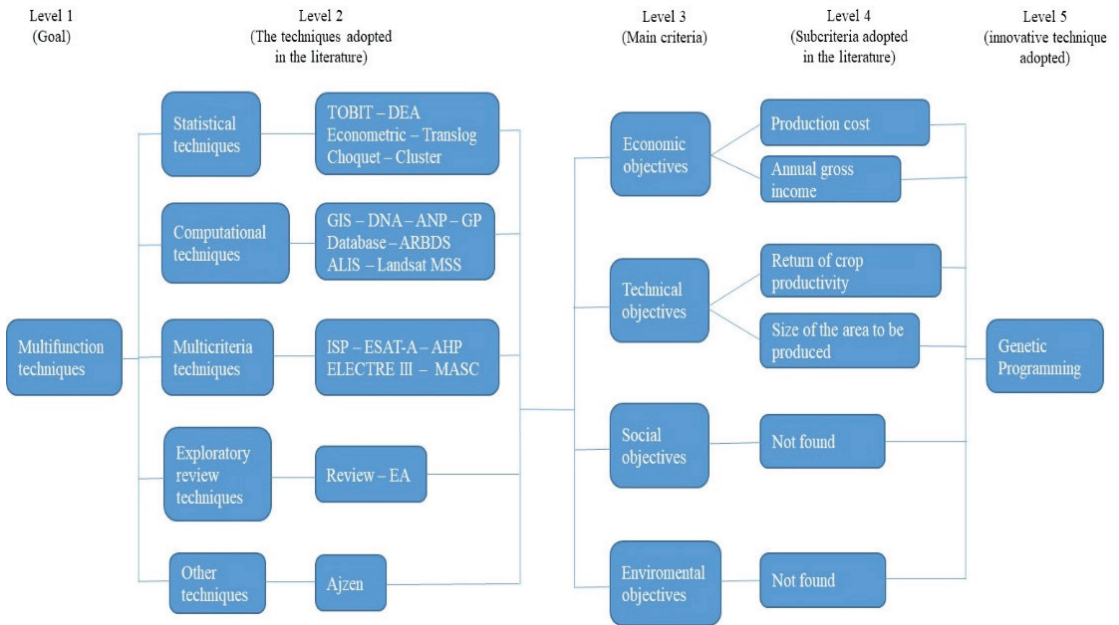 Level 1
(Goal)
Level 2
(The techniques adopted
in the literature)
Level 3
(Main criteria)
Level 4
(Subcriteria adopted
in the literature)
Level 5
(innovative technique
adopted)
Multifunction
techniques
Statistical
techniques
TOBIT – DEA
Econometric – Translog
Choquet – Cluster
Computational
techniques
GIS – DNA – ANP – GP
Database – ARBDS
ALIS – Landsat MSS
Multicriteria
techniques
ISP – ESAT-A – AHP
ELECTRE III – MASC
Exploratory
review
techniques
Review – EA
Other
techniques
Ajzen
Economic
objectives
Production cost
Annual gross
income
Technical
objectives
Return of crop
productivity
Size of the area to be
produced
Social
objectives
Not found
Enviromental
objectives
Not found
Genetic
Programming